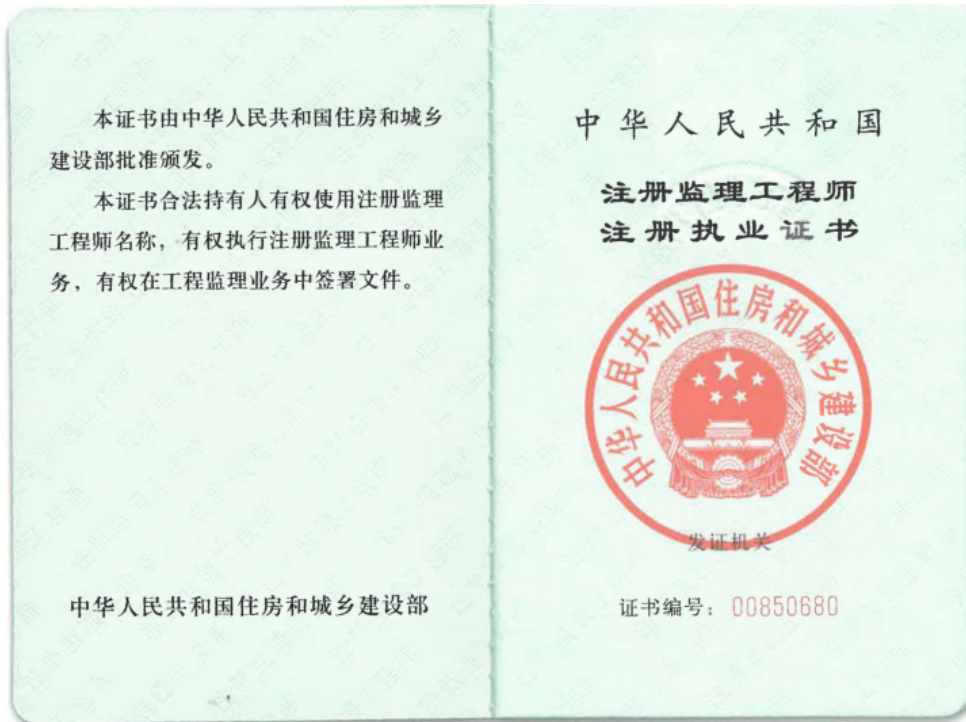 本证书由中华人民共和国住房和城乡
建设部批准颁发。
本证书合法持有人有权使用注册监理
工程师名称，有权执行注册监理工程师业
务，有权在工程监理业务中签署文件。
中华人民共和国住房和城乡建设部
中华人民共和国
注册监理工程师
注册执业证书
中华人民共和国住房和城乡建设部
发证机关
证书编号：00850680